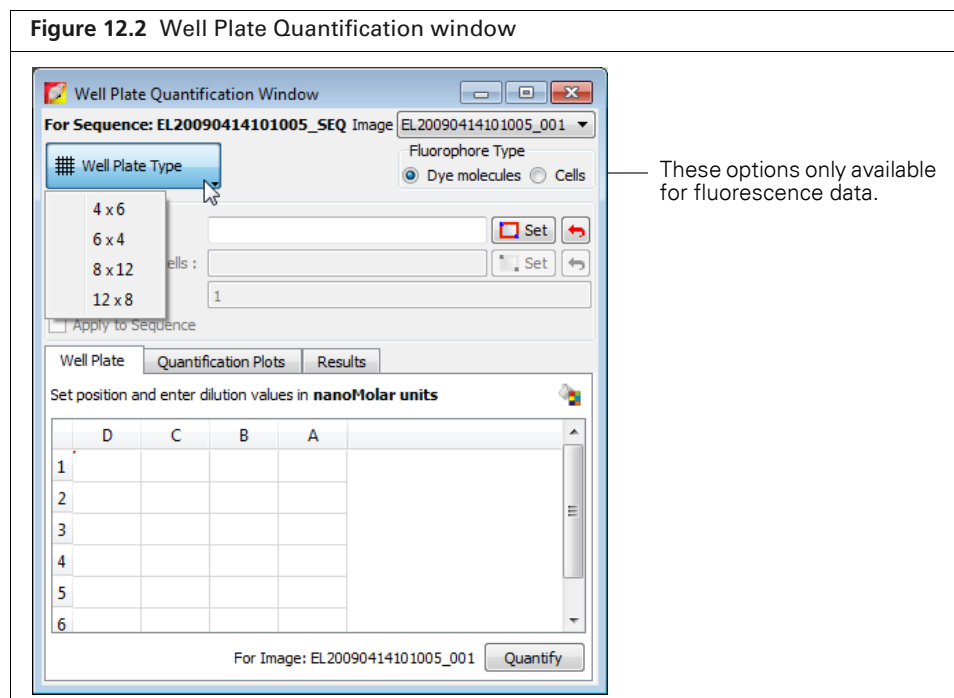 Figure 12.2 Well Plate Quantification window
Well Plate Quantification Window
For Sequence: EL20090414101005_SEQ Image EL20090414101005_001
Well Plate Type
Fluorophore Type
Dye molecules Cells
These options only available
for fluorescence data.
4 x 6
6 x 4
8 x 12
12 x 8
Set
ells :
Set
1
Apply to Sequence
Well Plate Quantification Plots Results
Set position and enter dilution values in nanoMolar units
D C B A
1
2
3
4
5
6
For Image: EL20090414101005_001 Quantify